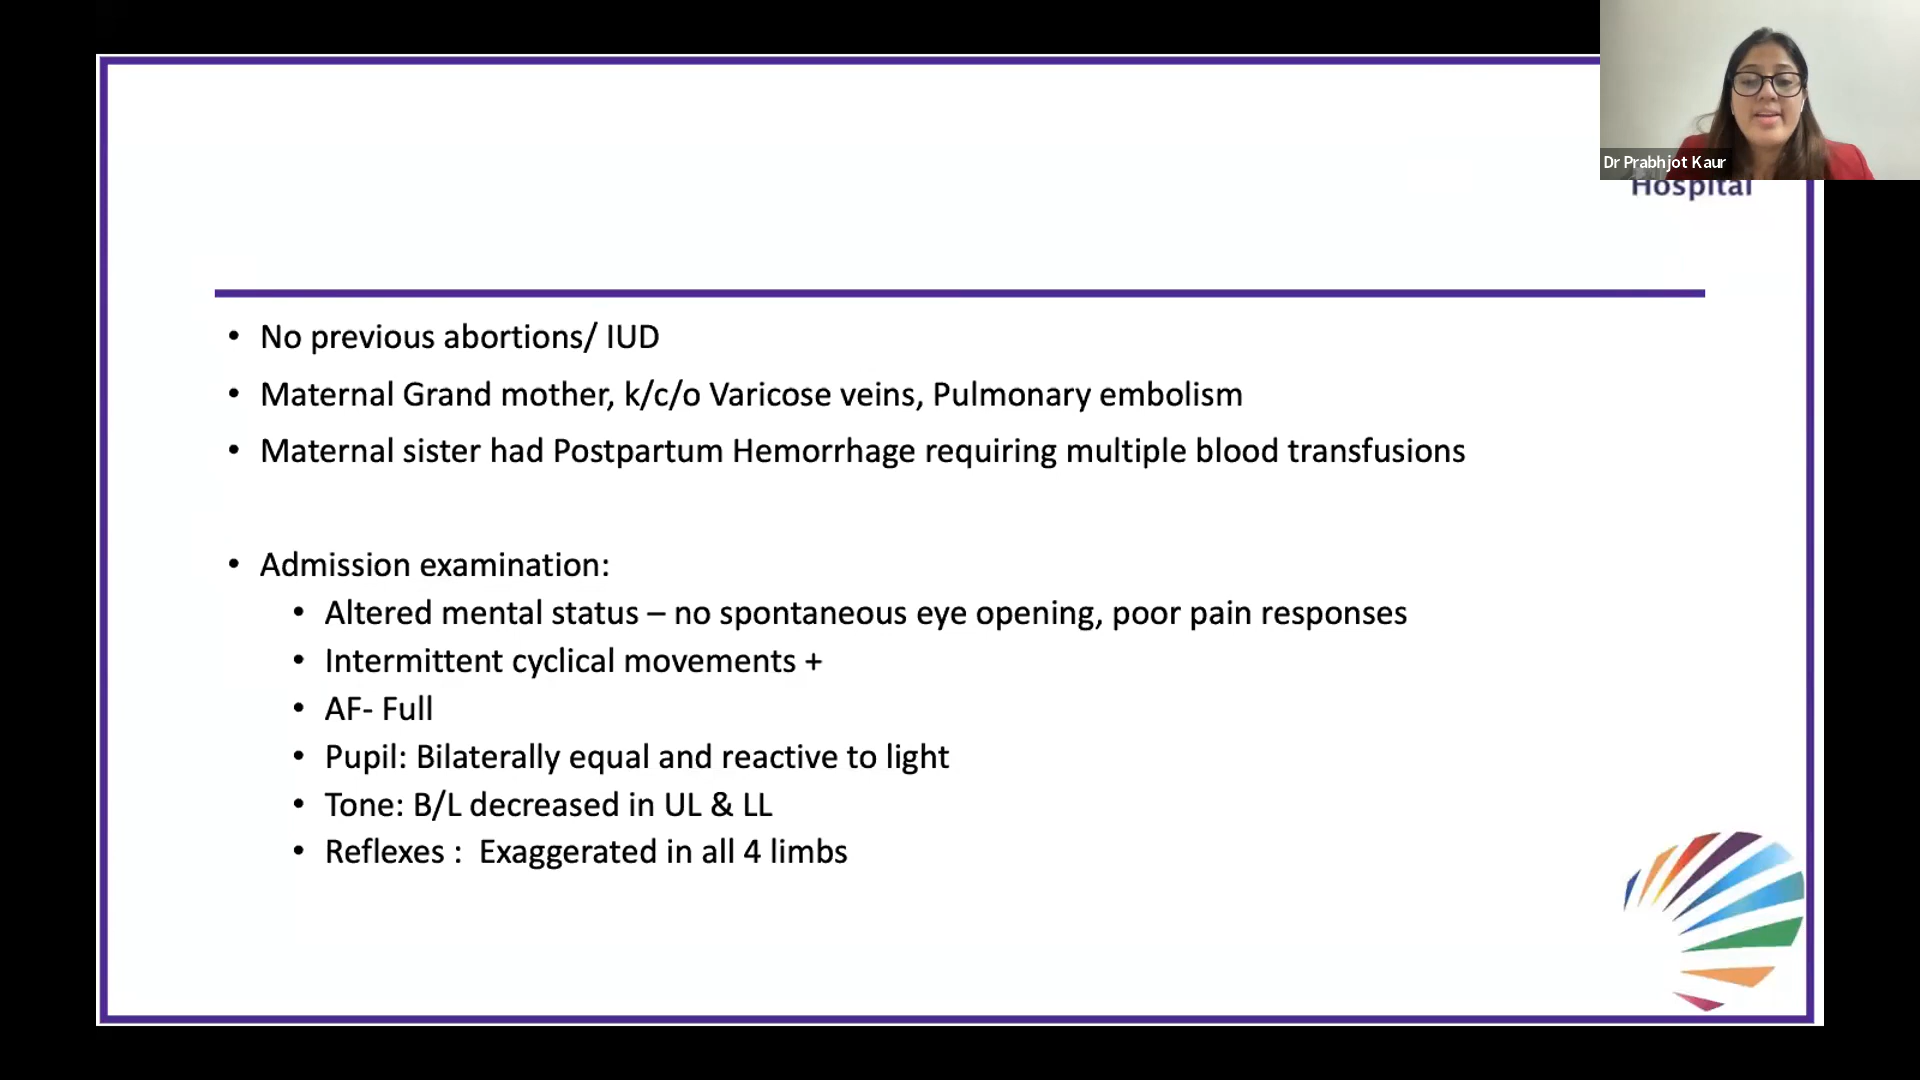 Dr Prabhjot Kaur
Hospital
• No previous abortions/ IUD
• Maternal Grand mother, k/c/o Varicose veins, Pulmonary embolism
• Maternal sister had Postpartum Hemorrhage requiring multiple blood transfusions
• Admission examination:
• Altered mental status – no spontaneous eye opening, poor pain responses
• Intermittent cyclical movements +
• AF- Full
• Pupil: Bilaterally equal and reactive to light
• Tone: B/L decreased in UL & LL
• Reflexes : Exaggerated in all 4 limbs